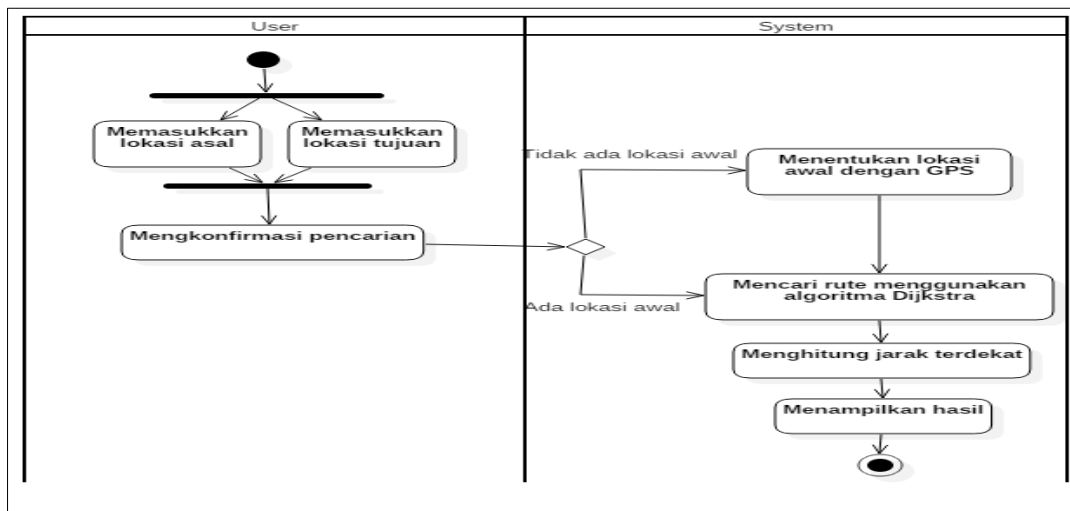 User
System
Memasukkan
lokasi asal
Memasukkan
lokasi tujuan
Mengkonfirmasi pencarian
Tidak ada lokasi awal
Menentukan lokasi
awal dengan GPS
Ada lokasi awal
Mencari rute menggunakan
algoritma Dijkstra
Menghitung jarak terdekat
Menampilkan hasil